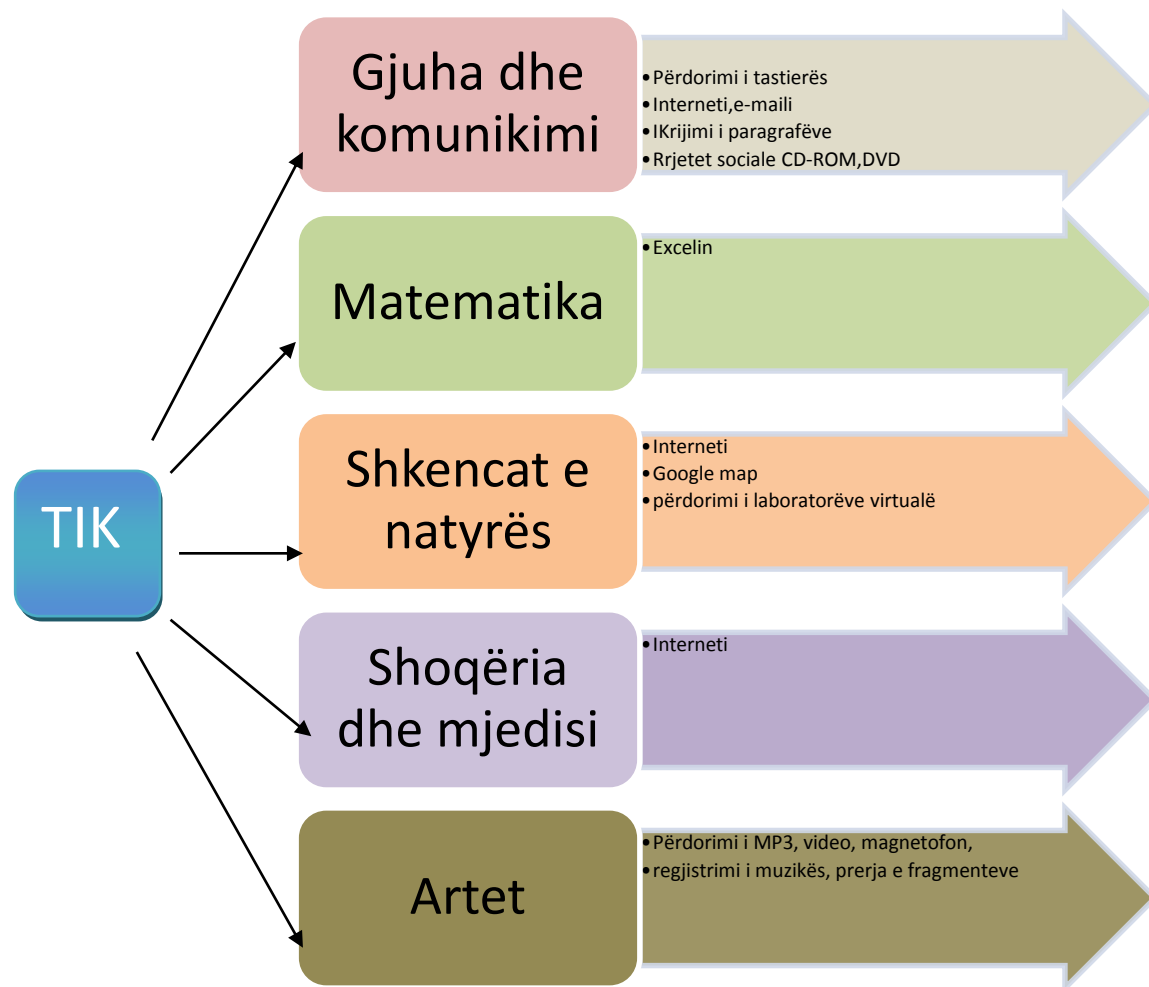 Gjuha dhe
komunikimi
•Përdorimi i tastierës
•Interneti,e-maili
•IKrijimi i paragrafëve
•Rrjetet sociale CD-ROM,DVD
Matematika
•Excelin
TIK
Shkencat e
natyrës
•Interneti
•Google map
•përdorimi i laboratorëve virtualë
Shoqëria
dhe mjedisi
•Interneti
Artet
•Përdorimi i MP3, video, magnetofon,
•regjistrimi i muzikës, prerja e fragmenteve